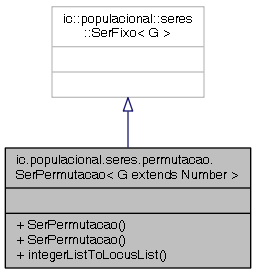 ic::populacional::seres
::SerFixo< G >
ic.populacional.seres.permutacao.
SerPermutacao< G extends Number >
+ SerPermutacao()
+ SerPermutacao()
+ integerListToLocusList()